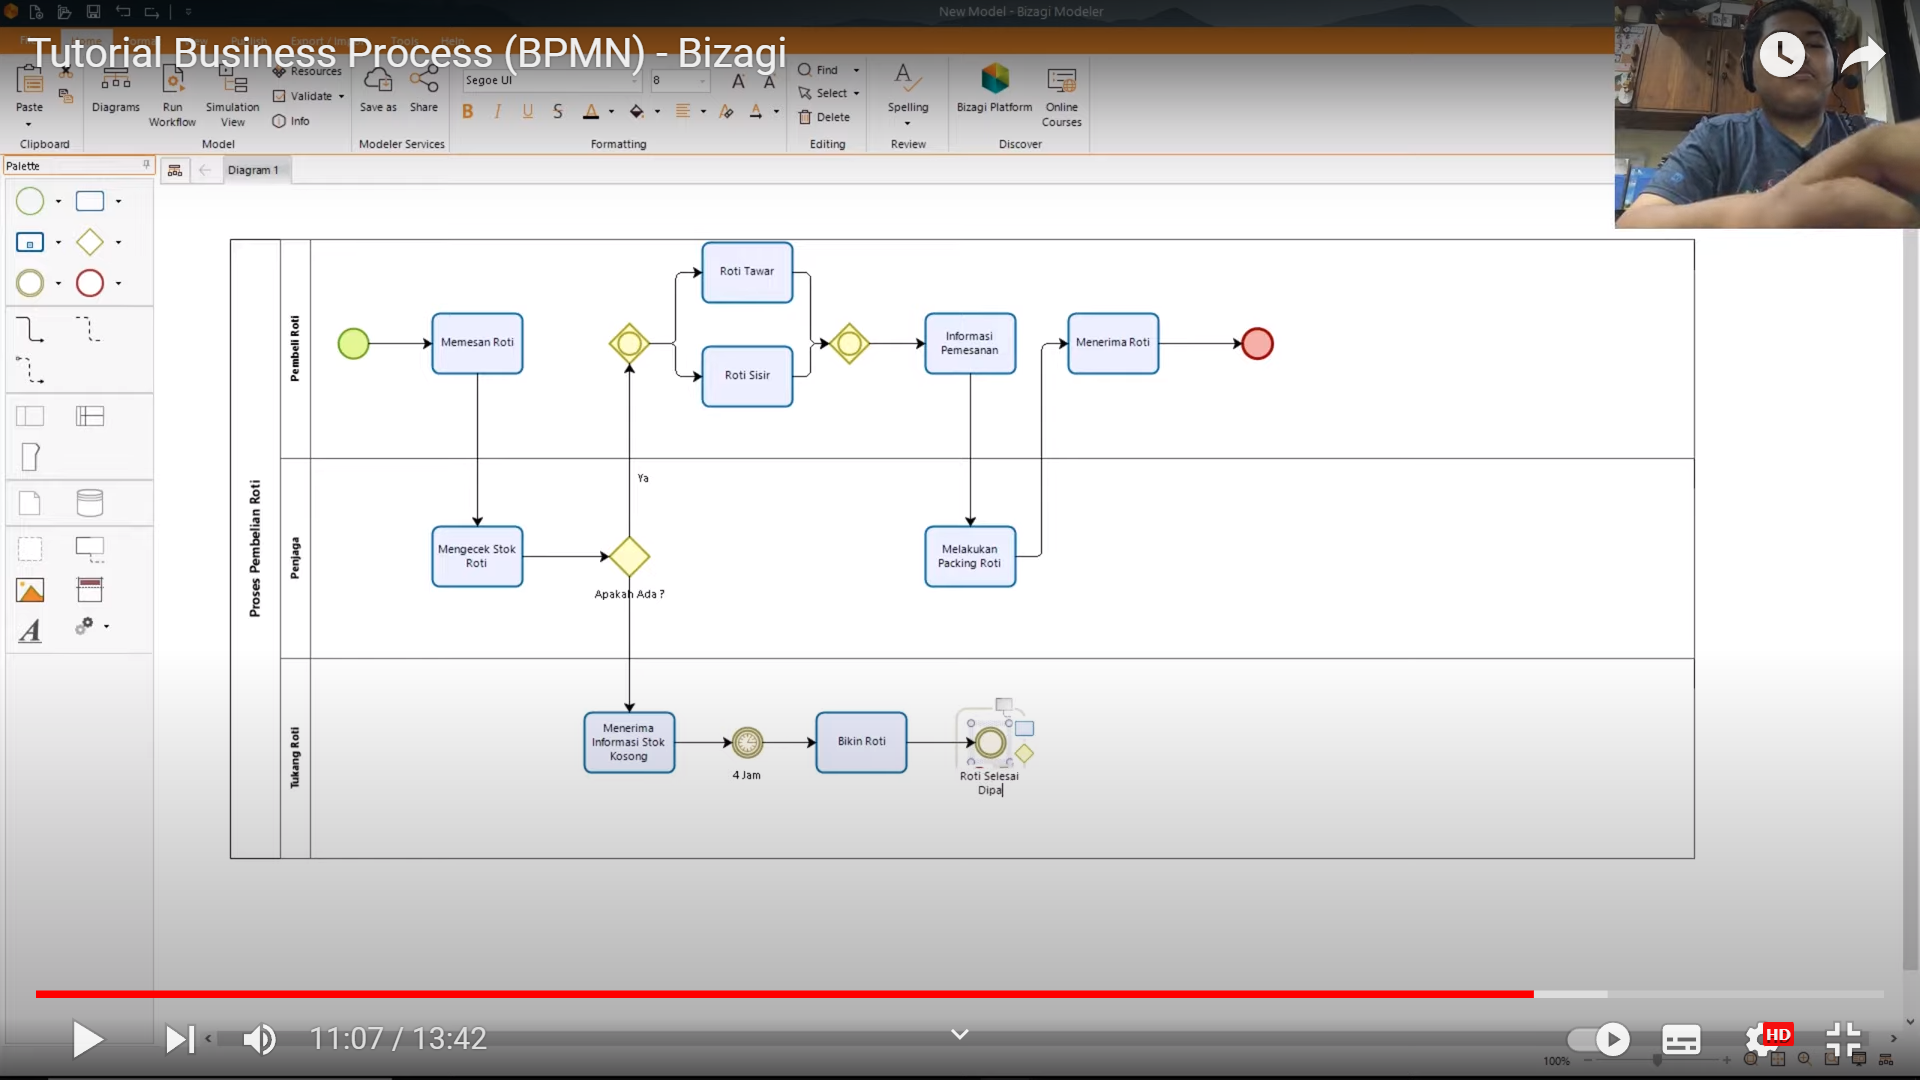 New Model - Bizagi Modeler
Tutorial Business Process (BPMN) - Bizagi
Tools
Help
Paste
Clipboard
Diagrams
Run
Workflow
Simulation
View
Resources
Validate
Info
Model
Save as
Share
Modeler Services
Segoe UI
8
B I U S
Formatting
Find
Select
Delete
Editing
Spelling
Review
Bizagi Platform
Online
Courses
Discover
Palette
Diagram 1
Proses Pembelian Roti
Pembeli Roti
Memesan Roti
Roti Tawar
Roti Sisir
Informasi
Pemesanan
Menerima Roti
Penjaga
Mengecek Stok
Roti
Ya
Apakah Ada ?
Melakukan
Packing Roti
Tukang Roti
Menerima
Informasi Stok
Kosong
4 Jam
Bikin Roti
Roti Selesai
Dipa
11:07 / 13:42
HD
100%